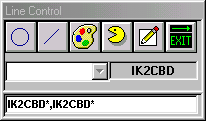 Line Control
EXIT
IK2CBD
IK2CBD*,IK2CBD*